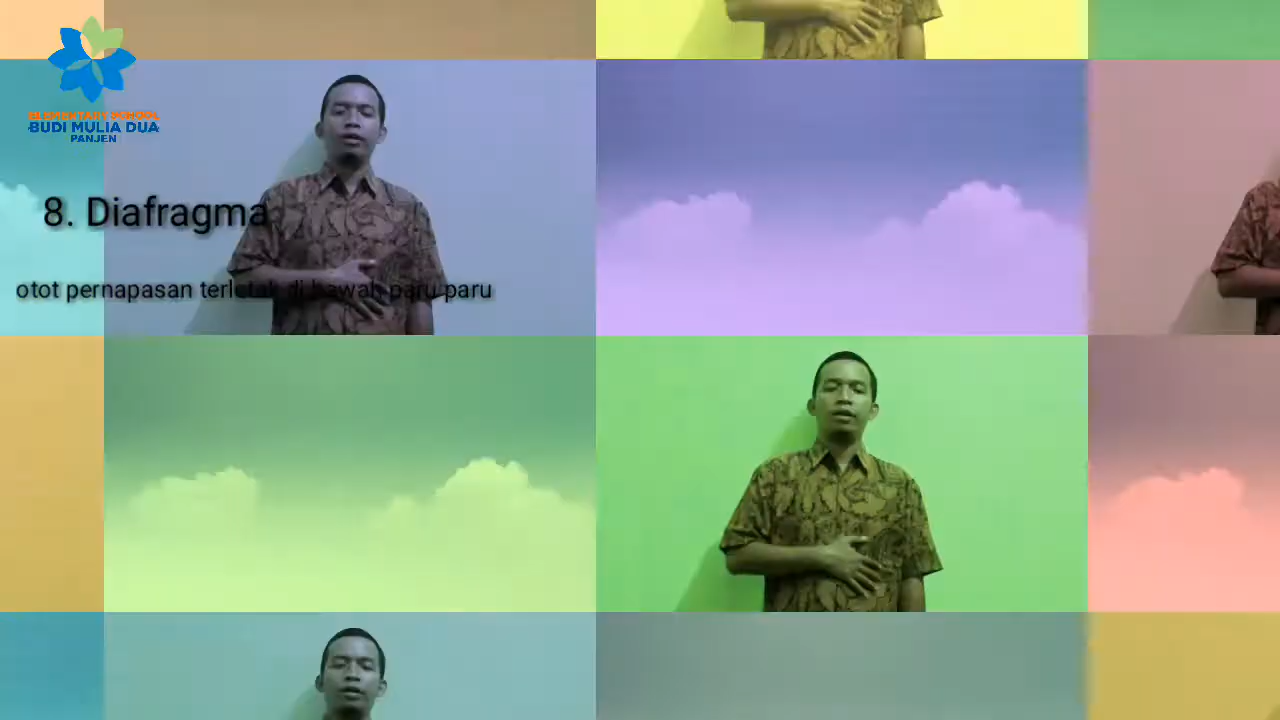 ELEMENTARY SCHOOL
BUDI MULIA DUA
PANJEN
8. Diafragma
otot pernapasan terletak di bawah paru paru